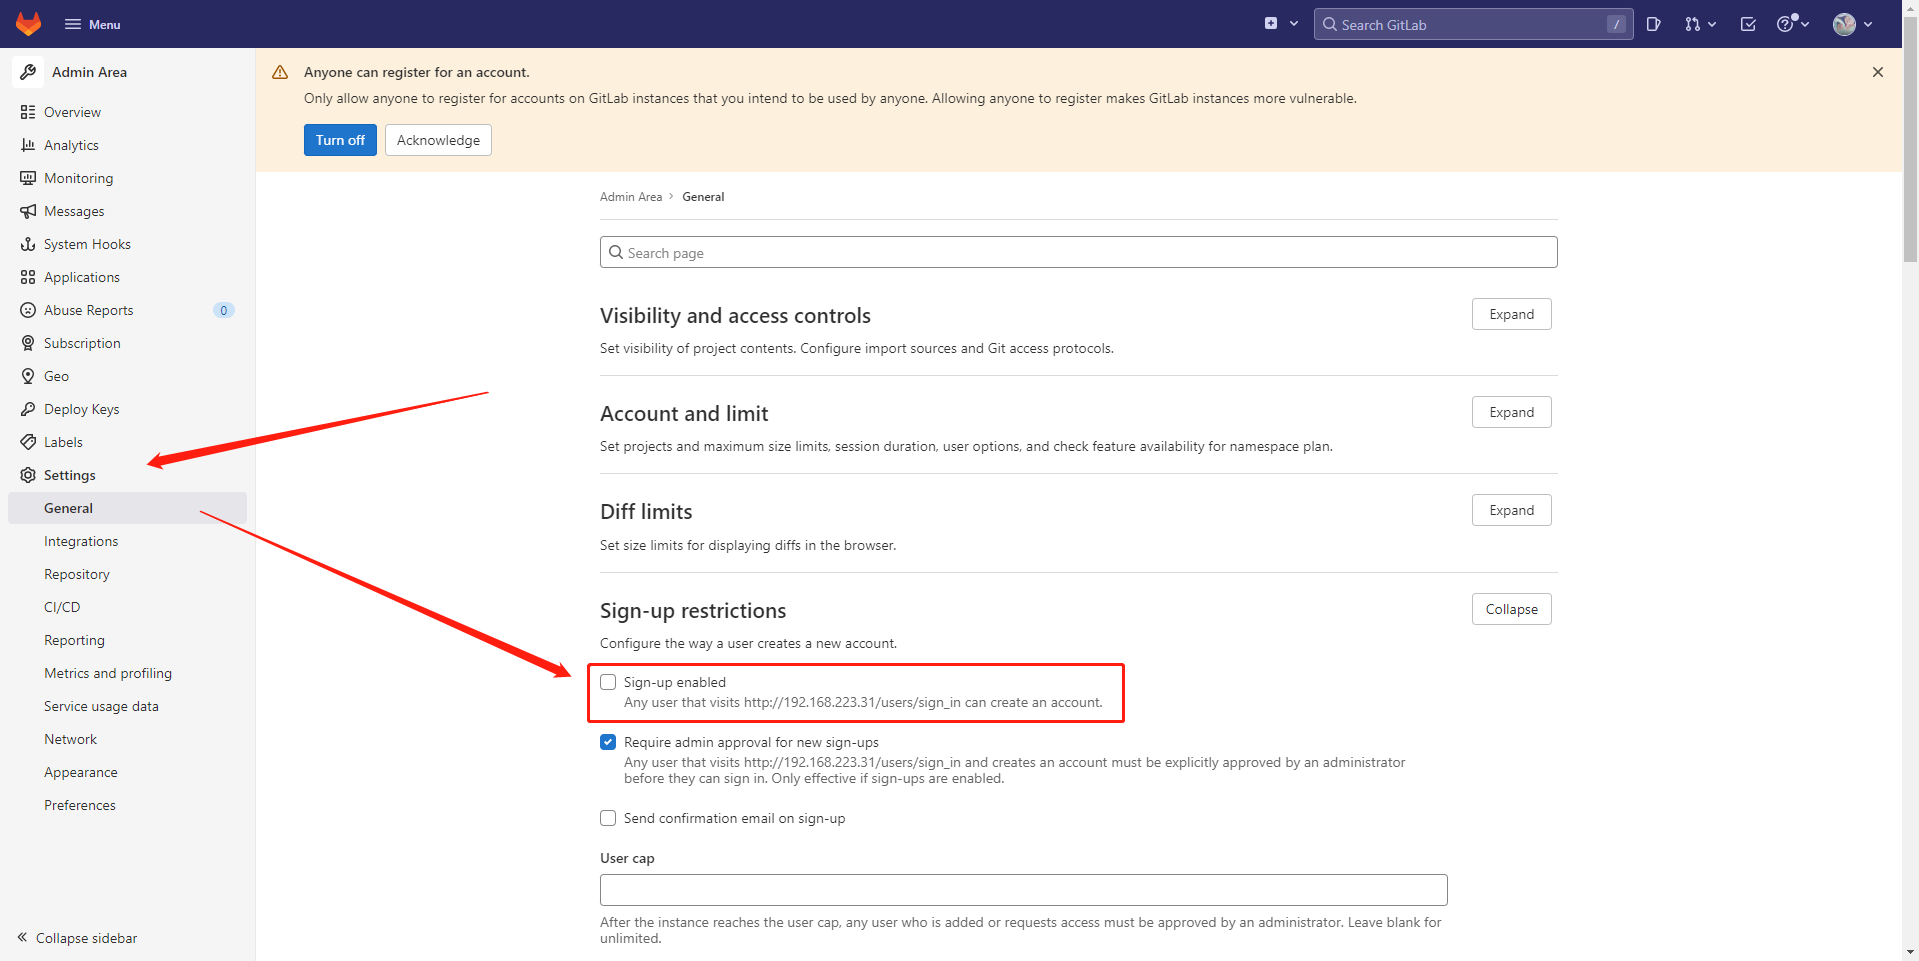 Menu
Search GitLab
/
Admin Area
Overview
Analytics
Monitoring
Messages
System Hooks
Applications
Abuse Reports
0
Subscription
Geo
Deploy Keys
Labels
Settings
General
Integrations
Repository
CI/CD
Reporting
Metrics and profiling
Service usage data
Network
Appearance
Preferences
Collapse sidebar
Anyone can register for an account.
Only allow anyone to register for accounts on GitLab instances that you intend to be used by anyone. Allowing anyone to register makes GitLab instances more vulnerable.
Turn off
Acknowledge
Admin Area > General
Search page
Visibility and access controls
Expand
Set visibility of project contents. Configure import sources and Git access protocols.
Account and limit
Expand
Set projects and maximum size limits, session duration, user options, and check feature availability for namespace plan.
Diff limits
Expand
Set size limits for displaying diffs in the browser.
Sign-up restrictions
Collapse
Configure the way a user creates a new account.
Sign-up enabled
Any user that visits http://192.168.223.31/users/sign_in can create an account.
Require admin approval for new sign-ups
Any user that visits http://192.168.223.31/users/sign_in and creates an account must be explicitly approved by an administrator
before they can sign in. Only effective if sign-ups are enabled.
Send confirmation email on sign-up
User cap
After the instance reaches the user cap, any user who is added or requests access must be approved by an administrator. Leave blank for
unlimited.